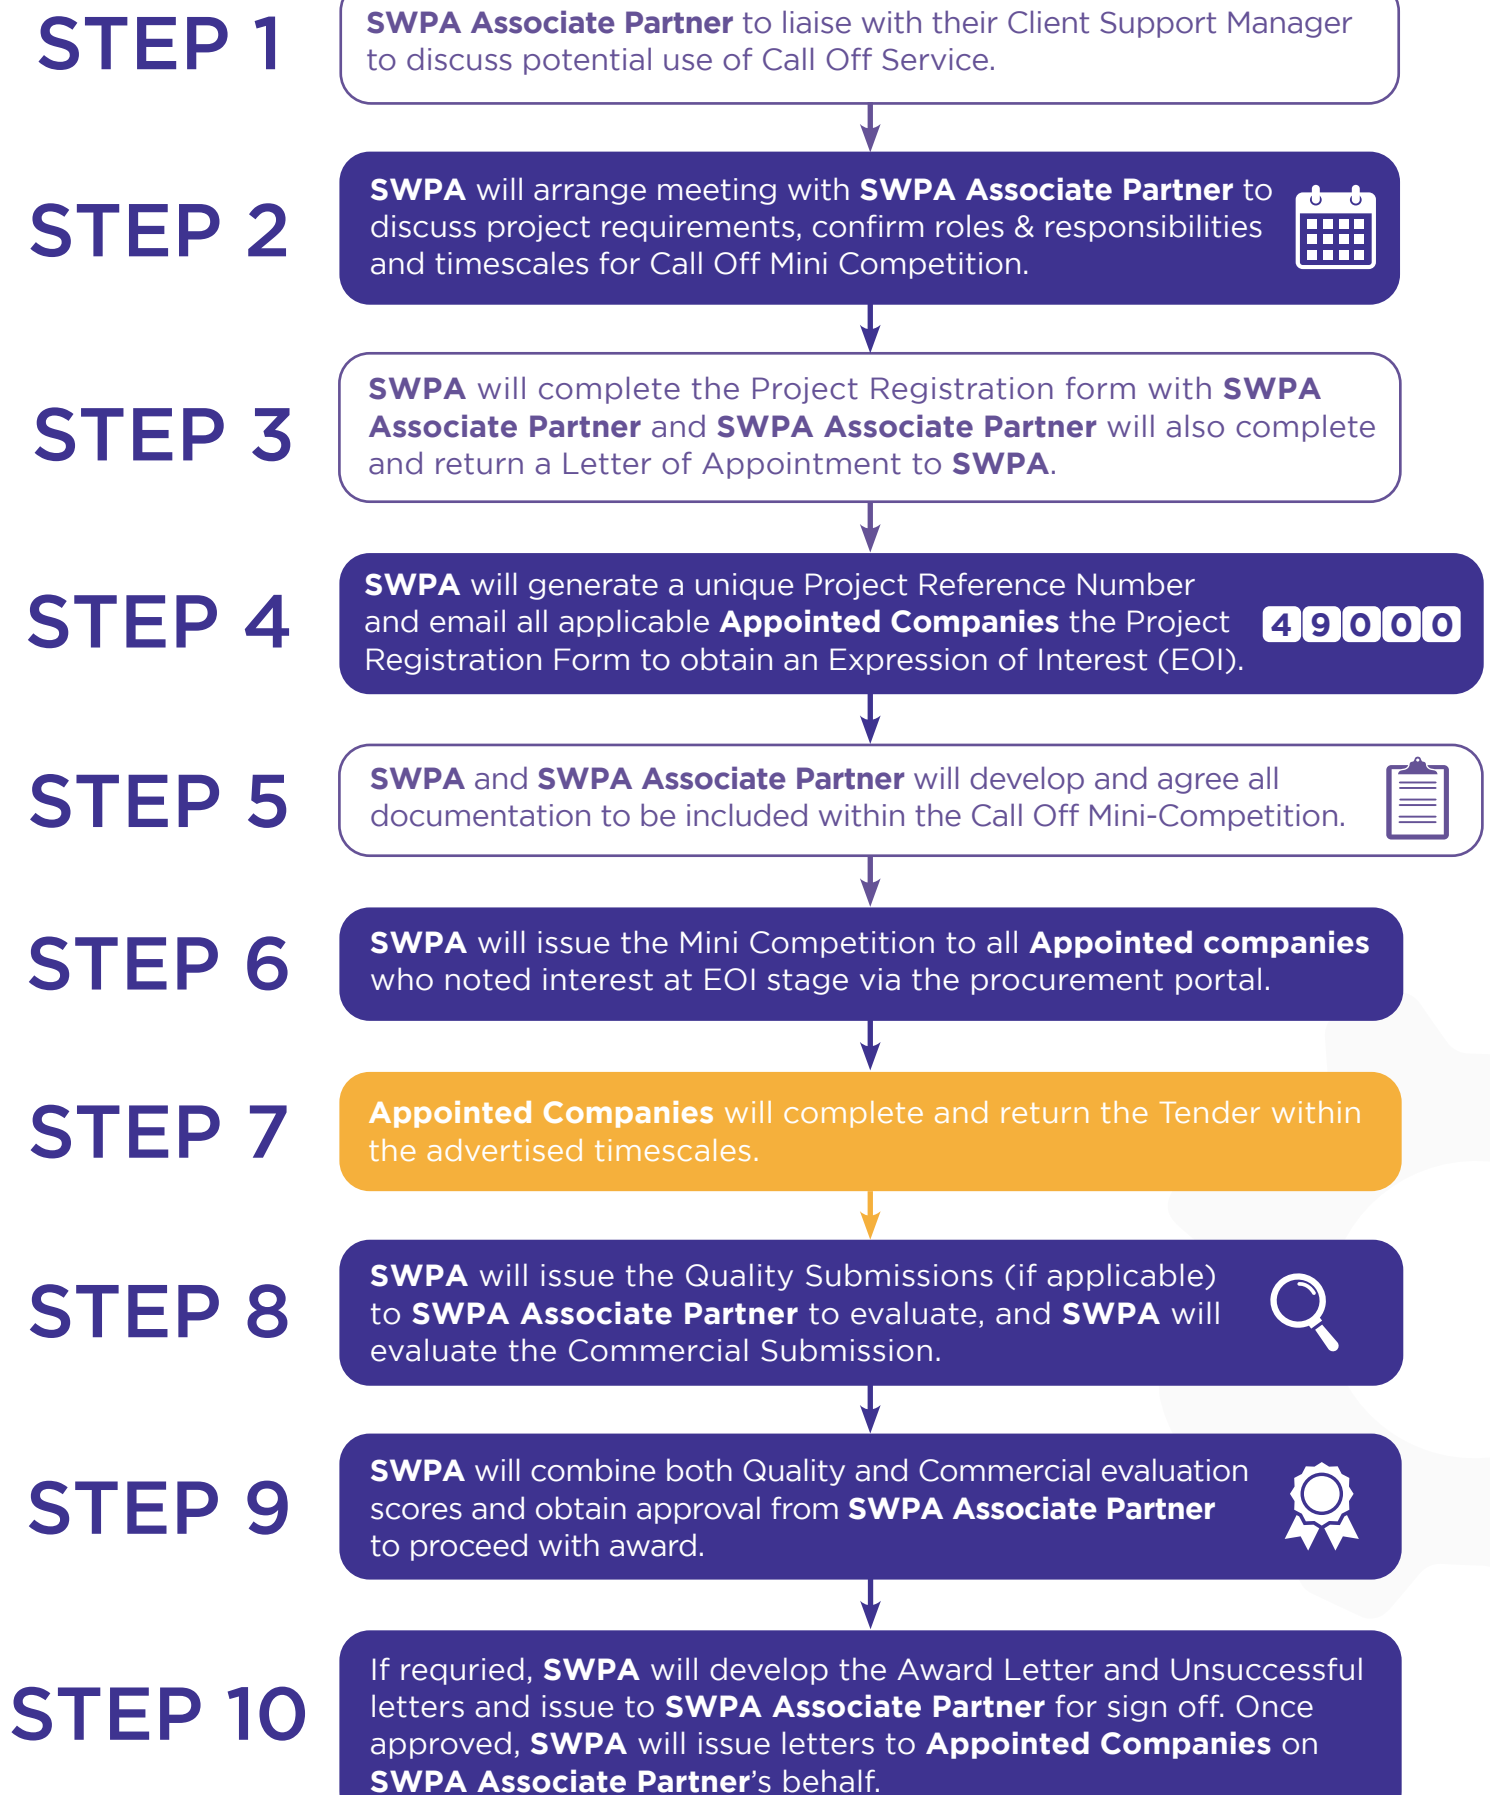 STEP 1
SWPA Associate Partner to liaise with their Client Support Manager
to discuss potential use of Call Off Service.
STEP 2
SWPA will arrange meeting with SWPA Associate Partner to
discuss project requirements, confirm roles & responsibilities
and timescales for Call Off Mini Competition.
STEP 3
SWPA will complete the Project Registration form with SWPA
Associate Partner and SWPA Associate Partner will also complete
and return a Letter of Appointment to SWPA.
STEP 4
SWPA will generate a unique Project Reference Number
and email all applicable Appointed Companies the Project
Registration Form to obtain an Expression of Interest (EOI).
49000
STEP 5
SWPA and SWPA Associate Partner will develop and agree all
documentation to be included within the Call Off Mini-Competition.
STEP 6
SWPA will issue the Mini Competition to all Appointed companies
who noted interest at EOI stage via the procurement portal.
STEP 7
Appointed Companies will complete and return the Tender within
the advertised timescales.
STEP 8
SWPA will issue the Quality Submissions (if applicable)
to SWPA Associate Partner to evaluate, and SWPA will
evaluate the Commercial Submission.
STEP 9
SWPA will combine both Quality and Commercial evaluation
scores and obtain approval from SWPA Associate Partner
to proceed with award.
STEP 10
If requried, SWPA will develop the Award Letter and Unsuccessful
letters and issue to SWPA Associate Partner for sign off. Once
approved, SWPA will issue letters to Appointed Companies on
SWPA Associate Partner's behalf.